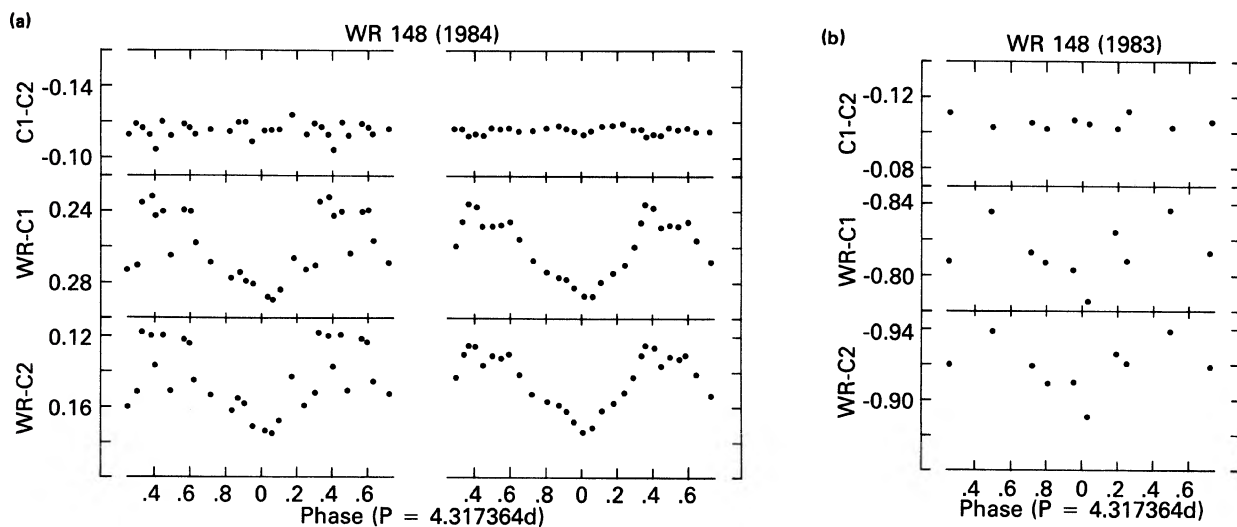 (a)
WR 148 (1984)
C1-C2
-0.14
-0.10
WR-C1
0.24
0.28
WR-C2
0.12
0.16
.4 .6 .8 0 .2 .4 .6
.4 .6 .8 0 .2 .4 .6
Phase (P = 4.317364d)
(b)
WR 148 (1983)
C1-C2
-0.12
-0.08
WR-C1
-0.84
-0.80
WR-C2
-0.94
-0.90
.4 .6 .8 0 .2 .4 .6
Phase (P = 4.317364d)